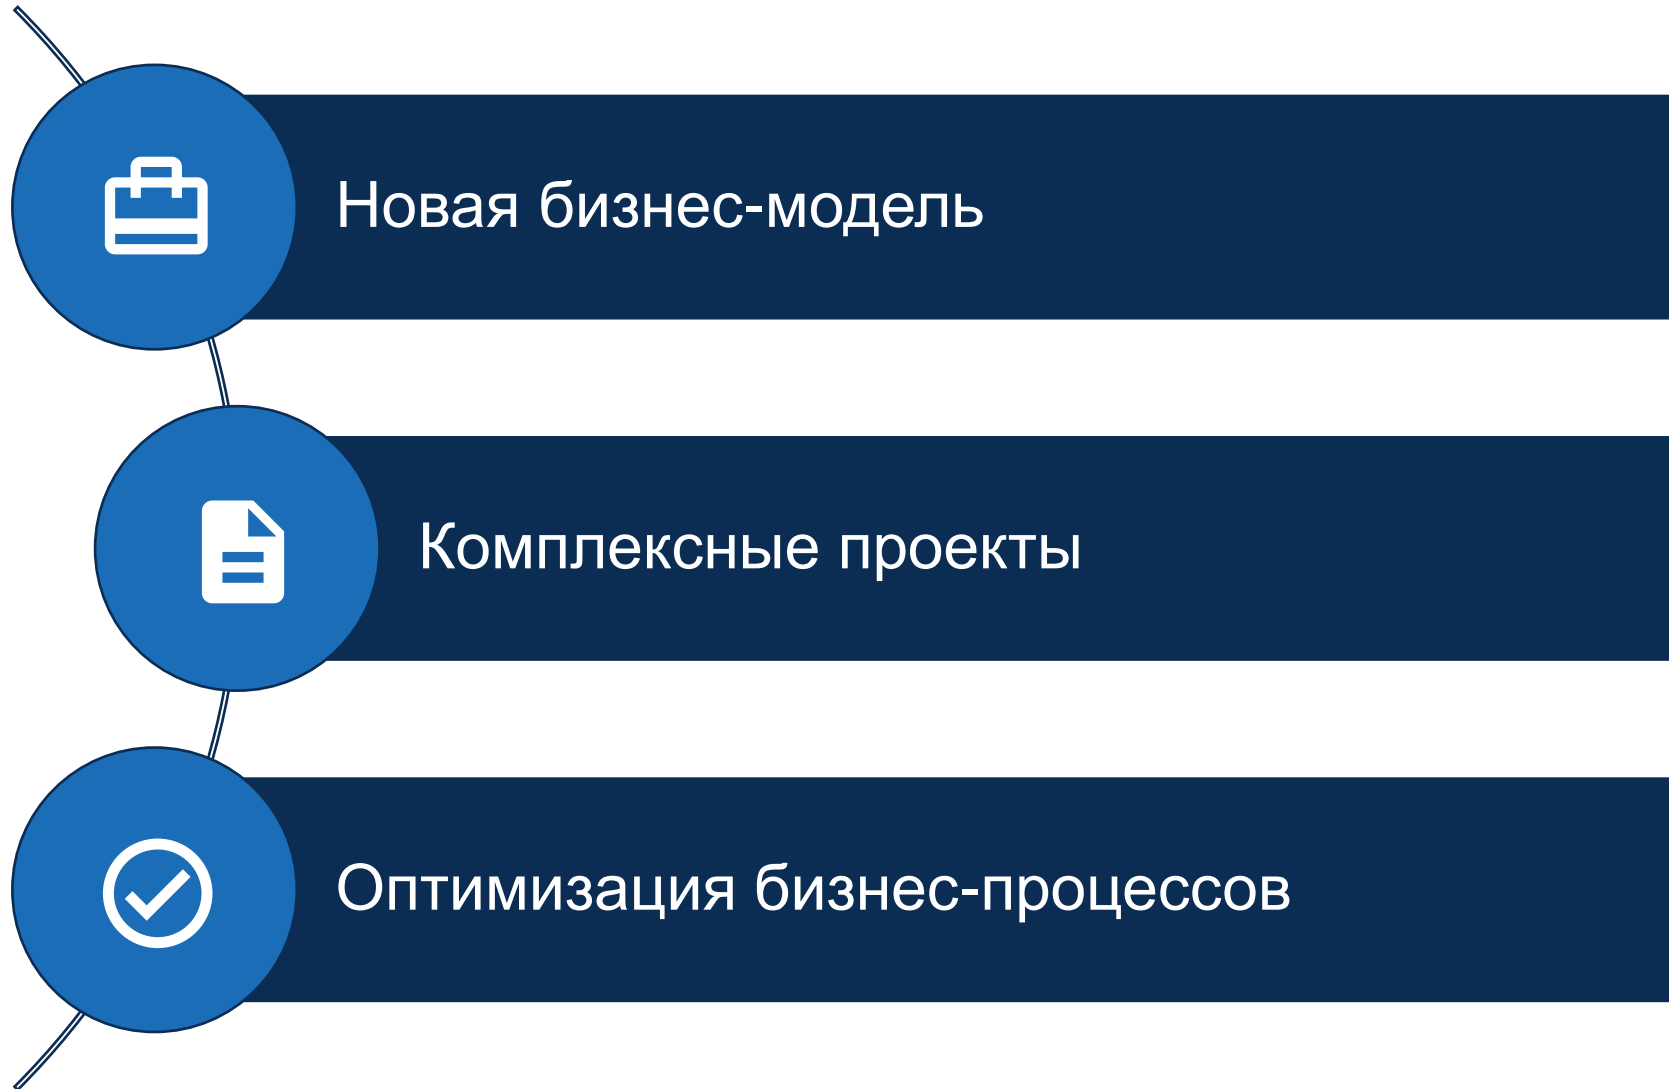 Новая бизнес-модель
Комплексные проекты
Оптимизация бизнес-процессов